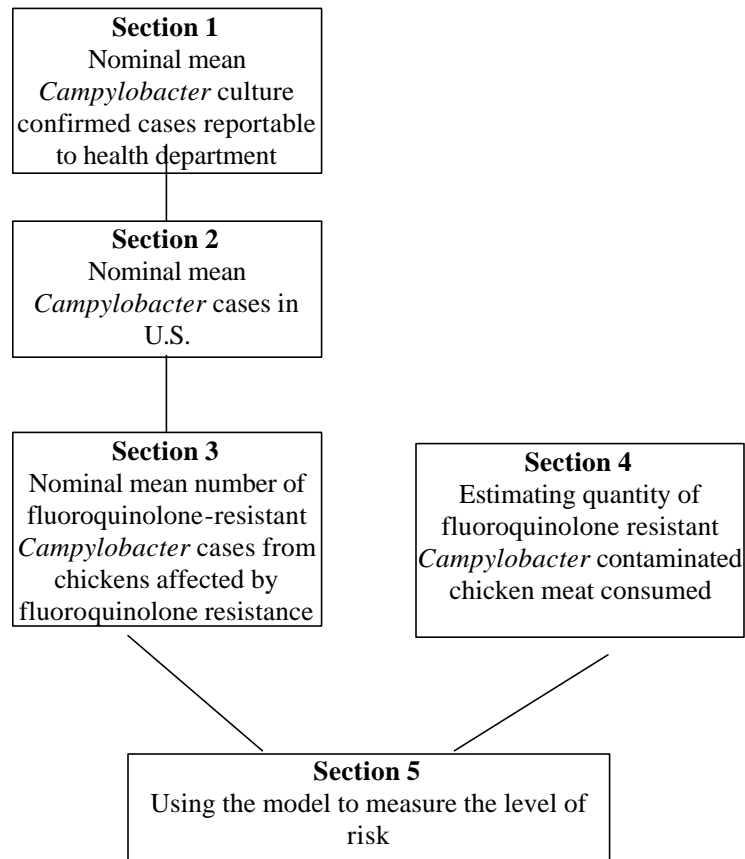 Section 1
Nominal mean
Campylobacter culture
confirmed cases reportable
to health department
Section 2
Nominal mean
Campylobacter cases in
U.S.
Section 3
Nominal mean number of
fluoroquinolone-resistant
Campylobacter cases from
chickens affected by
fluoroquinolone resistance
Section 4
Estimating quantity of
fluoroquinolone resistant
Campylobacter contaminated
chicken meat consumed
Section 5
Using the model to measure the level of
risk